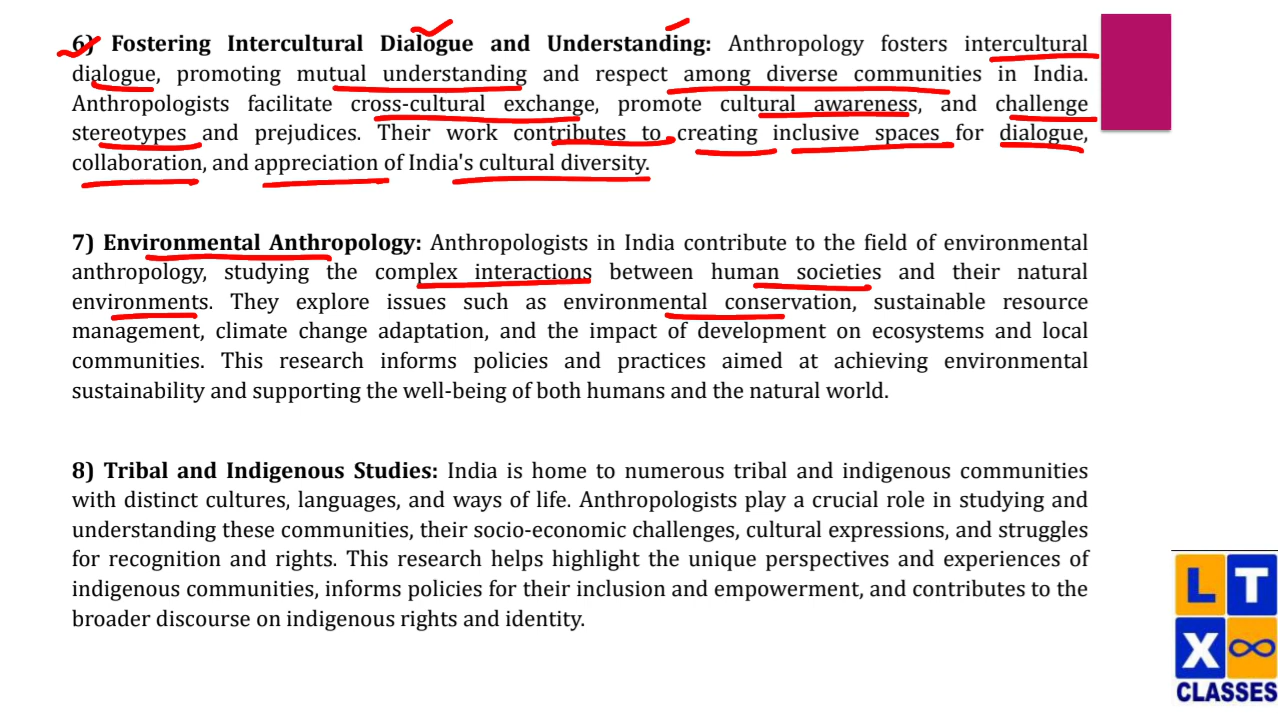 6) Fostering Intercultural Dialogue and Understanding: Anthropology fosters intercultural
dialogue, promoting mutual understanding and respect among diverse communities in India.
Anthropologists facilitate cross-cultural exchange, promote cultural awareness, and challenge
stereotypes and prejudices. Their work contributes to creating inclusive spaces for dialogue,
collaboration, and appreciation of India's cultural diversity.
7) Environmental Anthropology: Anthropologists in India contribute to the field of environmental
anthropology, studying the complex interactions between human societies and their natural
environments. They explore issues such as environmental conservation, sustainable resource
management, climate change adaptation, and the impact of development on ecosystems and local
communities. This research informs policies and practices aimed at achieving environmental
sustainability and supporting the well-being of both humans and the natural world.
8) Tribal and Indigenous Studies: India is home to numerous tribal and indigenous communities
with distinct cultures, languages, and ways of life. Anthropologists play a crucial role in studying and
understanding these communities, their socio-economic challenges, cultural expressions, and struggles
for recognition and rights. This research helps highlight the unique perspectives and experiences of
indigenous communities, informs policies for their inclusion and empowerment, and contributes to the
broader discourse on indigenous rights and identity.
L T
X ∞
CLASSES